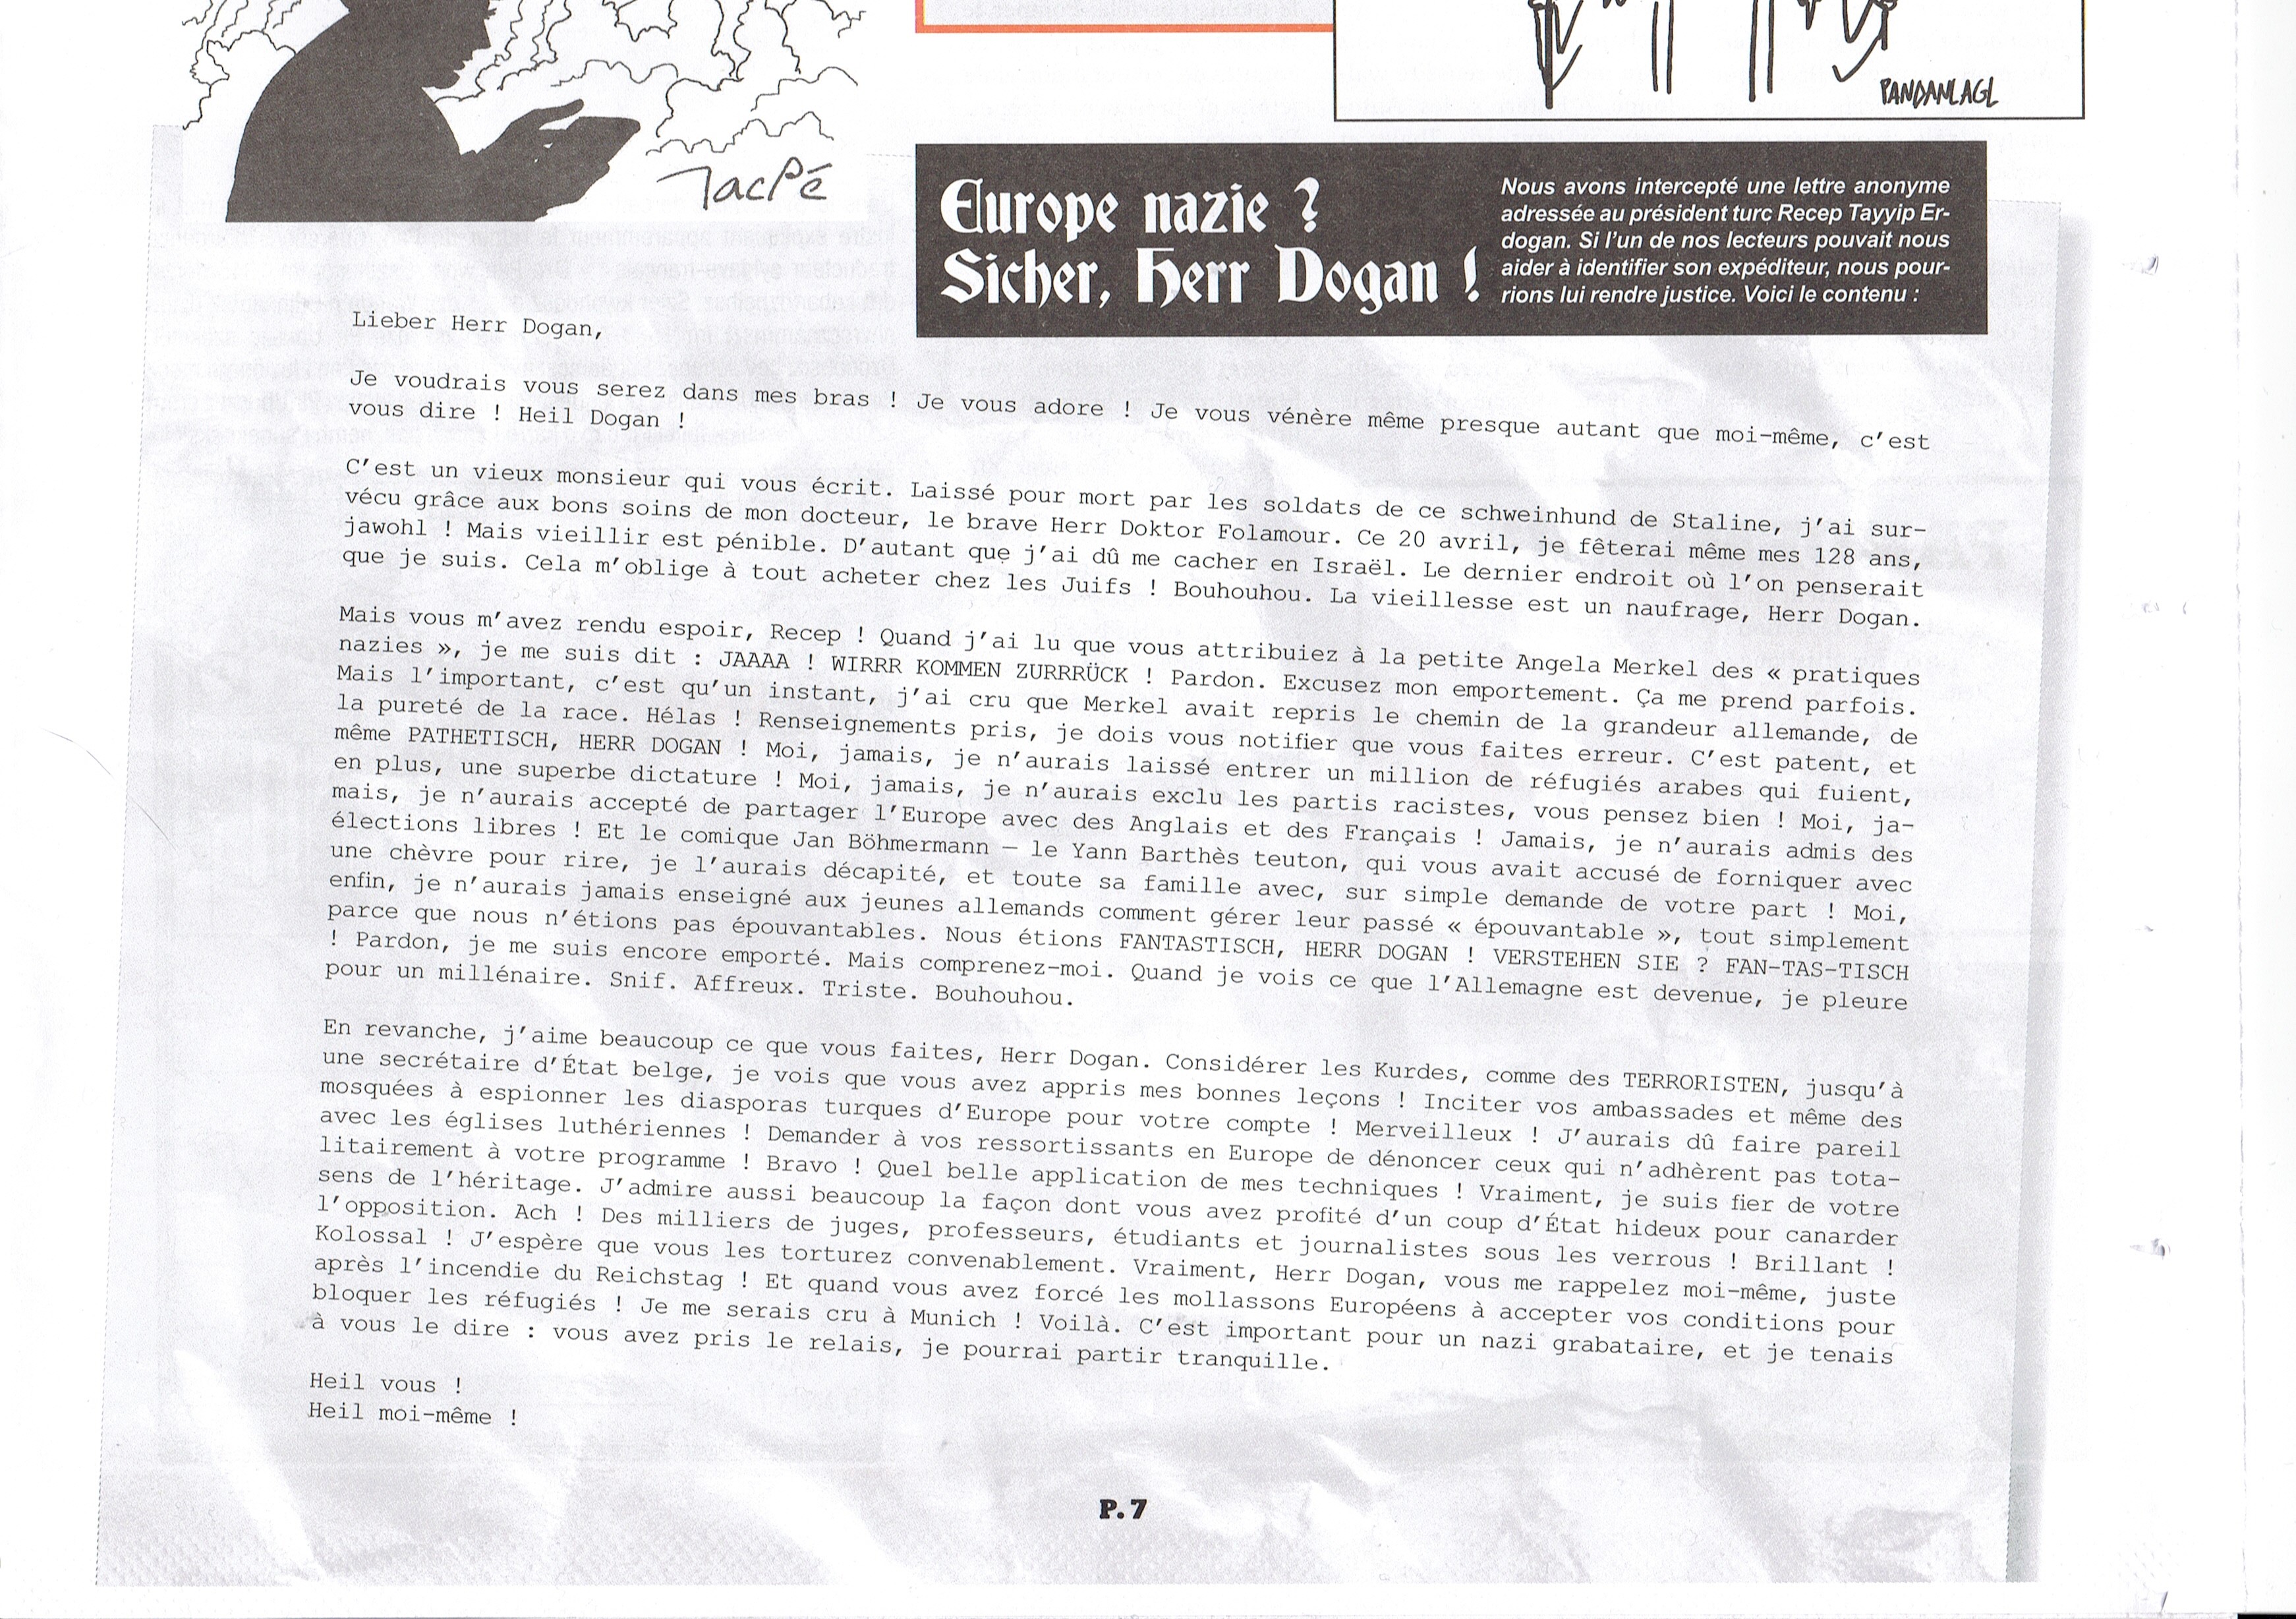 PANDANLAGL
TacPé
Europe nazie ?
Sicher, Herr Dogan !
Nous avons intercepté une lettre anonyme
adressée au président turc Recep Tayyip Er-
dogan. Si l’un de nos lecteurs pouvait nous
aider à identifier son expéditeur, nous pour-
rions lui rendre justice. Voici le contenu :
Lieber Herr Dogan,
Je voudrais vous serez dans mes bras ! Je vous adore ! Je vous vénère même presque autant que moi-même, c’est
vous dire ! Heil Dogan !
C’est un vieux monsieur qui vous écrit. Laissé pour mort par les soldats de ce schweinhund de Staline, j’ai sur-
vécu grâce aux bons soins de mon docteur, le brave Herr Doktor Folamour. Ce 20 avril, je fêterai même mes 128 ans,
jawohl ! Mais vieillir est pénible. D’autant que j’ai dû me cacher en Israël. Le dernier endroit où l’on penserait
que je suis. Cela m’oblige à tout acheter chez les Juifs ! Bouhouhou. La vieillesse est un naufrage, Herr Dogan.
Mais vous m’avez rendu espoir, Recep ! Quand j’ai lu que vous attribuiez à la petite Angela Merkel des « pratiques
nazies », je me suis dit : JAAAA ! WIRRR KOMMEN ZURRRÜCK ! Pardon. Excusez mon emportement. Ça me prend parfois.
Mais l’important, c’est qu’un instant, j’ai cru que Merkel avait repris le chemin de la grandeur allemande, de
la pureté de la race. Hélas ! Renseignements pris, je dois vous notifier que vous faites erreur. C’est patent, et
même PATHETISCH, HERR DOGAN ! Moi, jamais, je n’aurais laissé entrer un million de réfugiés arabes qui fuient,
en plus, une superbe dictature ! Moi, jamais, je n’aurais exclu les partis racistes, vous pensez bien ! Moi, ja-
mais, je n’aurais accepté de partager l’Europe avec des Anglais et des Français ! Jamais, je n’aurais admis des
élections libres ! Et le comique Jan Böhmermann – le Yann Barthès teuton, qui vous avait accusé de forniquer avec
une chèvre pour rire, je l’aurais décapité, et toute sa famille avec, sur simple demande de votre part ! Moi,
enfin, je n’aurais jamais enseigné aux jeunes allemands comment gérer leur passé « épouvantable », tout simplement
parce que nous n’étions pas épouvantables. Nous étions FANTASTISCH, HERR DOGAN ! VERSTEHEN SIE ? FAN-TAS-TISCH
! Pardon, je me suis encore emporté. Mais comprenez-moi. Quand je vois ce que l’Allemagne est devenue, je pleure
pour un millénaire. Snif. Affreux. Triste. Bouhouhou.
En revanche, j’aime beaucoup ce que vous faites, Herr Dogan. Considérer les Kurdes, comme des TERRORISTEN, jusqu’à
une secrétaire d’État belge, je vois que vous avez appris mes bonnes leçons ! Inciter vos ambassades et même des
mosquées à espionner les diasporas turques d’Europe pour votre compte ! Merveilleux ! J’aurais dû faire pareil
avec les églises luthériennes ! Demander à vos ressortissants en Europe de dénoncer ceux qui n’adhèrent pas tota-
litairement à votre programme ! Bravo ! Quel belle application de mes techniques ! Vraiment, je suis fier de votre
sens de l’héritage. J’admire aussi beaucoup la façon dont vous avez profité d’un coup d’État hideux pour canarder
l’opposition. Ach ! Des milliers de juges, professeurs, étudiants et journalistes sous les verrous ! Brillant !
Kolossal ! J’espère que vous les torturez convenablement. Vraiment, Herr Dogan, vous me rappelez moi-même, juste
après l’incendie du Reichstag ! Et quand vous avez forcé les mollassons Européens à accepter vos conditions pour
bloquer les réfugiés ! Je me serais cru à Munich ! Voilà. C’est important pour un nazi grabataire, et je tenais
à vous le dire : vous avez pris le relais, je pourrai partir tranquille.
Heil vous !
Heil moi-même !
P.7